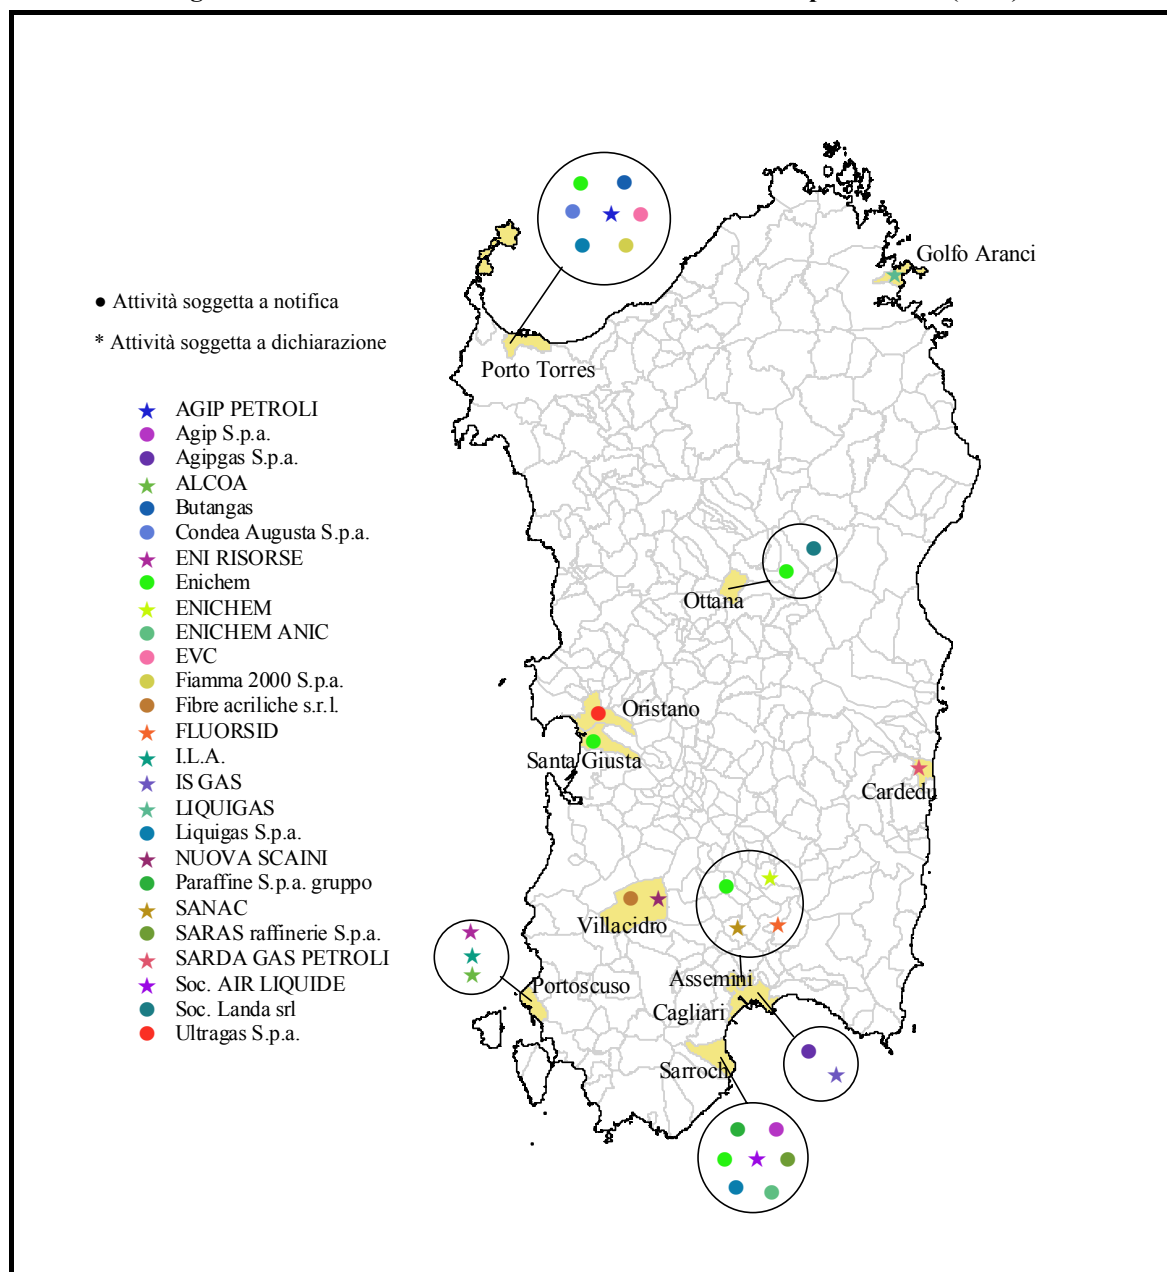 Golfo Aranci
● Attività soggetta a notifica
* Attività soggetta a dichiarazione
Porto Torres
AGIP PETROLI
Agip S.p.a.
Agipgas S.p.a.
ALCOA
Butangas
Condea Augusta S.p.a.
ENI RISORSE
Enichem
ENICHEM
ENICHEM ANIC
EVC
Fiamma 2000 S.p.a.
Fibre acriliche s.r.l.
FLUORSID
I.L.A.
IS GAS
LIQUIGAS
Liquigas S.p.a.
NUOVA SCAINI
Paraffine S.p.a. gruppo
SANAC
SARAS raffinerie S.p.a.
SARDA GAS PETROLI
Soc. AIR LIQUIDE
Soc. Landa srl
Ultragas S.p.a.
Ottana
Oristano
Santa Giusta
Cardedu
Villacidro
Portoscuso
Assemini
Cagliari
Sarroch